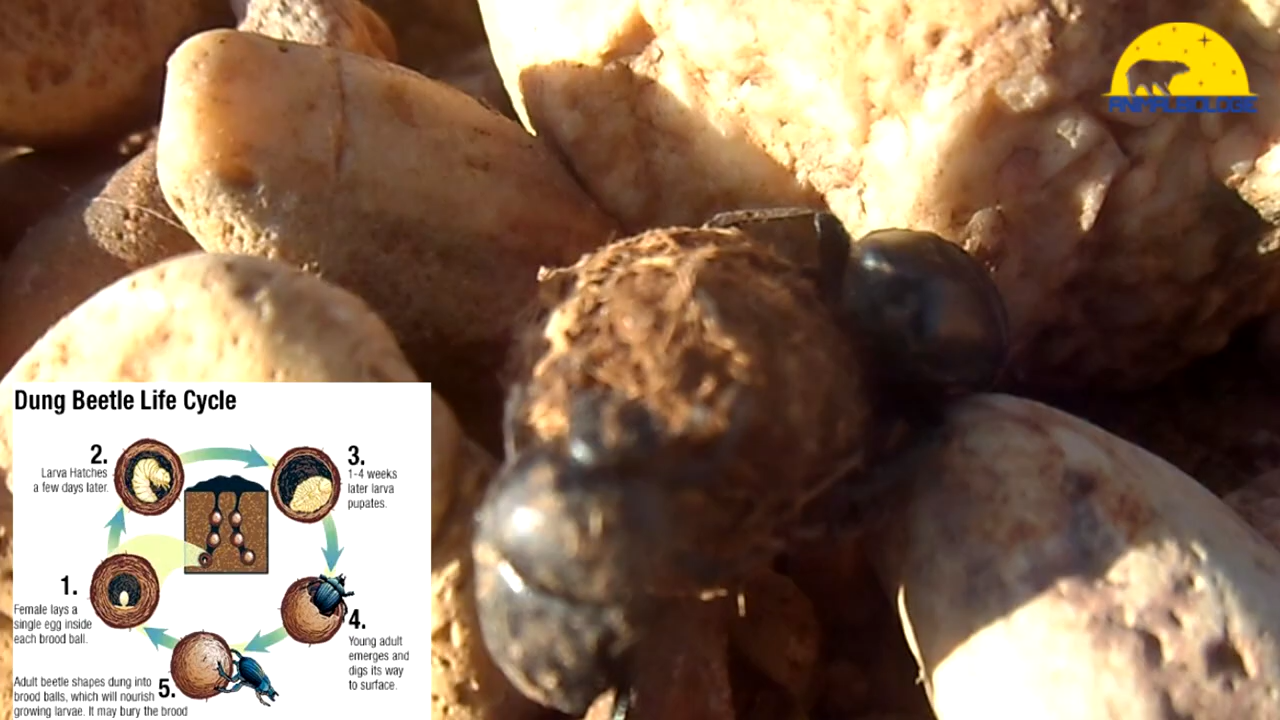 ANIMALOGIE
Dung Beetle Life Cycle
2.
Larva Hatches
a few days later.
3.
1-4 weeks
later larva
pupates.
1.
Female lays a
single egg inside
each brood ball.
4.
Young adult
emerges and
digs its way
to surface.
5.
Adult beetle shapes dung into
brood balls, which will nourish
growing larvae. It may bury the brood